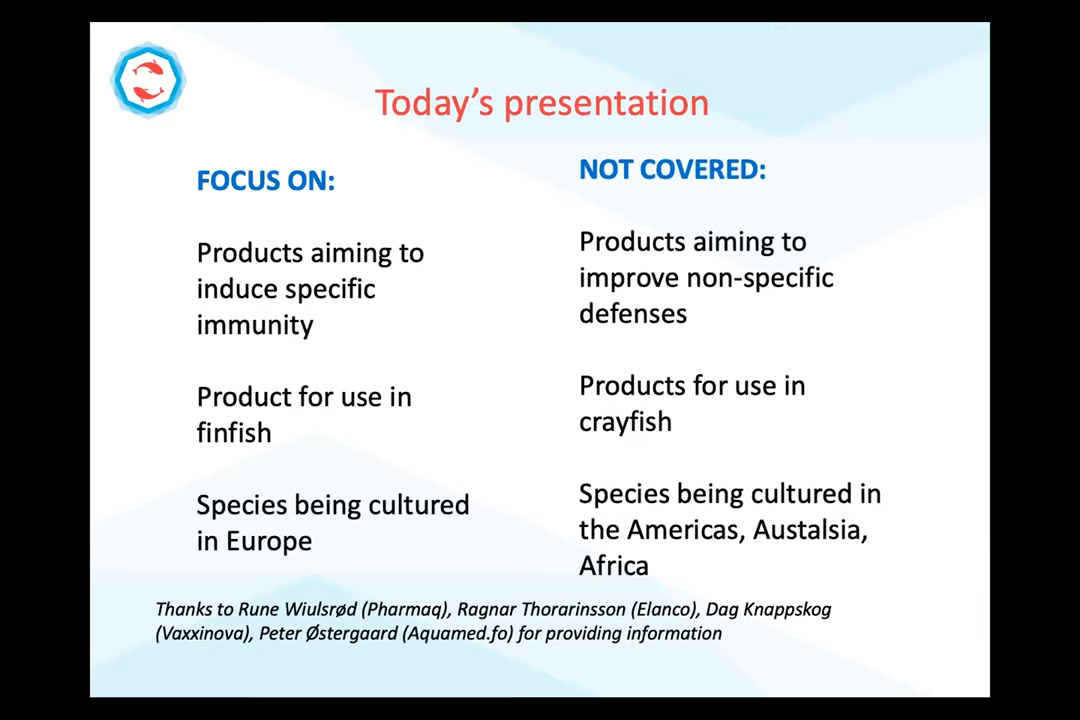 Today’s presentation
FOCUS ON:
Products aiming to
induce specific
immunity
Product for use in
finfish
Species being cultured
in Europe
NOT COVERED:
Products aiming to
improve non-specific
defenses
Products for use in
crayfish
Species being cultured in
the Americas, Austalsia,
Africa
Thanks to Rune Wiulsrød (Pharmaq), Ragnar Thorarinsson (Elanco), Dag Knappskog
(Vaxxinova), Peter Østergaard (Aquamed.fo) for providing information